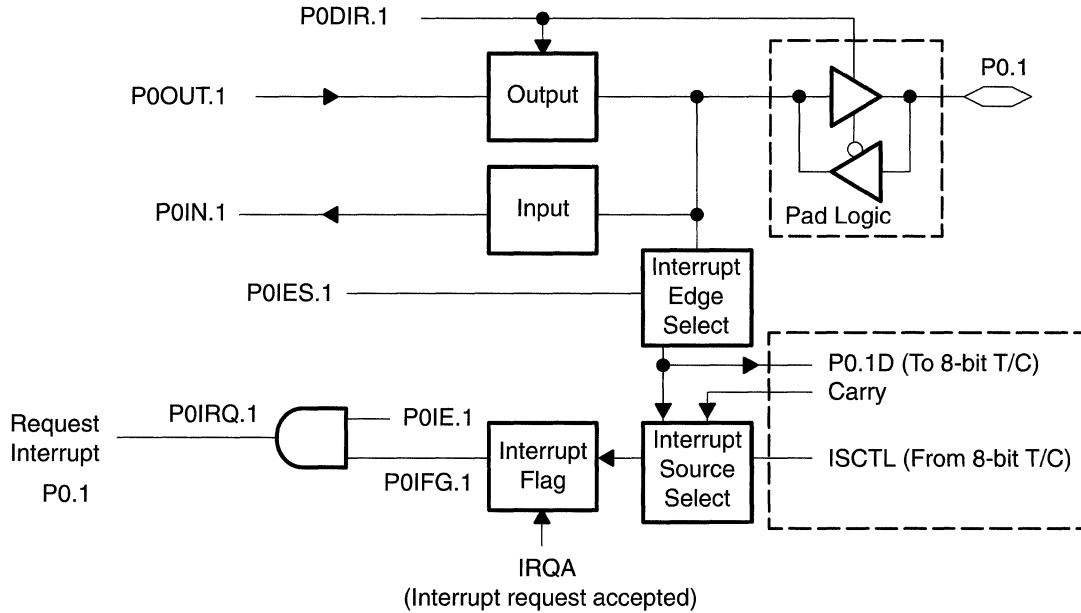 P0DIR.1
P0OUT.1
Output
P0.1
P0IN.1
Input
Pad Logic
P0IES.1
Interrupt
Edge
Select
P0.1D (To 8-bit T/C)
Carry
Request
Interrupt
P0.1
P0IRQ.1
P0IE.1
P0IFG.1
Interrupt
Flag
Interrupt
Source
Select
ISCTL (From 8-bit T/C)
IRQA
(Interrupt request accepted)